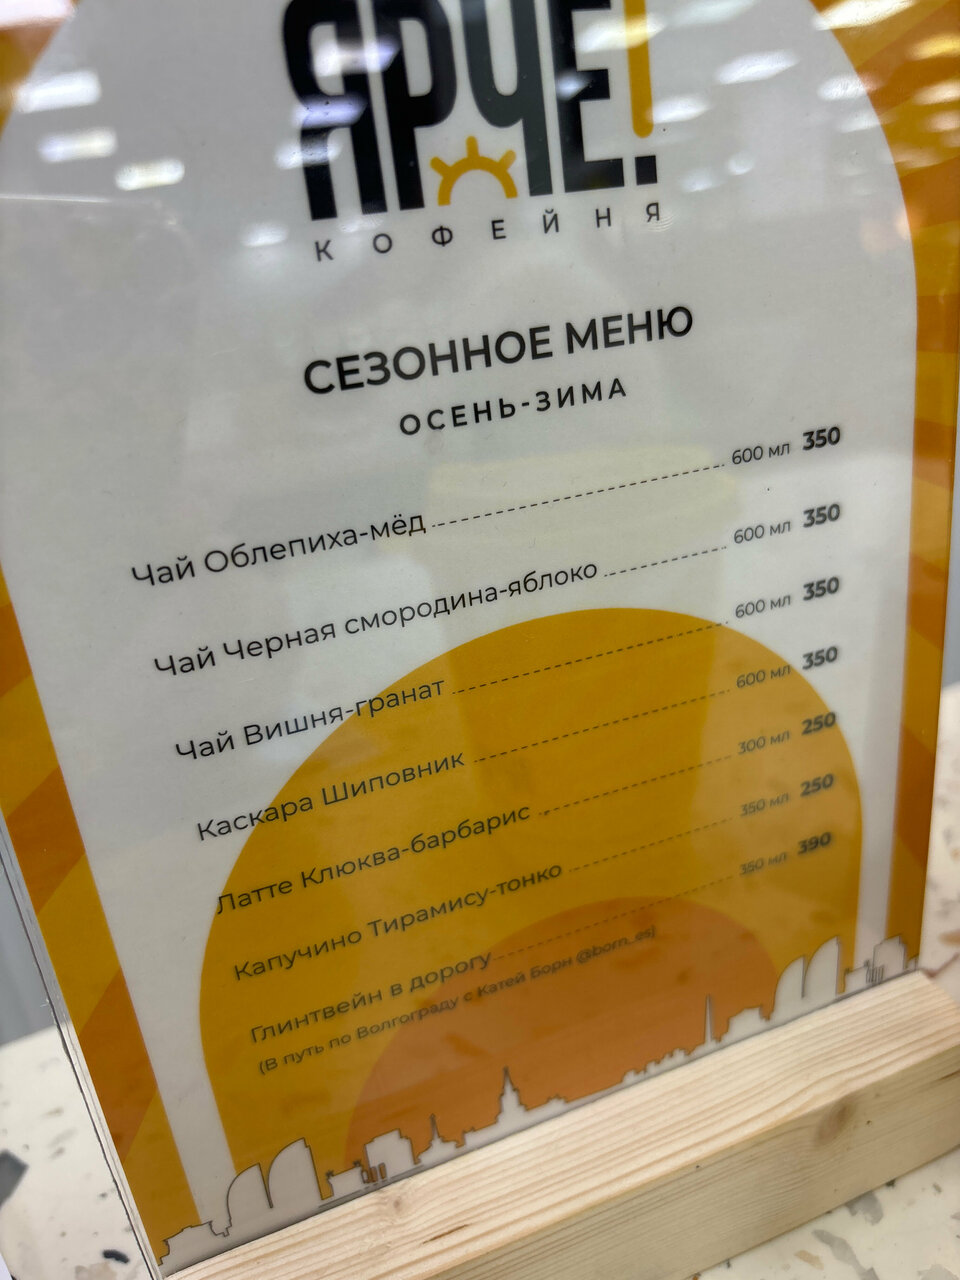 ЯРЧЕ!
КОФЕЙНЯ
СЕЗОННОЕ МЕНЮ
ОСЕНЬ-ЗИМА
Чай Облепиха-мёд 600 мл 350
Чай Черная смородина-яблоко 600 мл 350
Чай Вишня-гранат 600 мл 350
Каскара Шиповник 600 мл 350
Латте Клюква-барбарис 300 мл 250
Капучино Тирамису-тонко 350 мл 250
Глинтвейн в дорогу 350 мл 390
(В путь по Волгограду с Катей Борн @born_es)